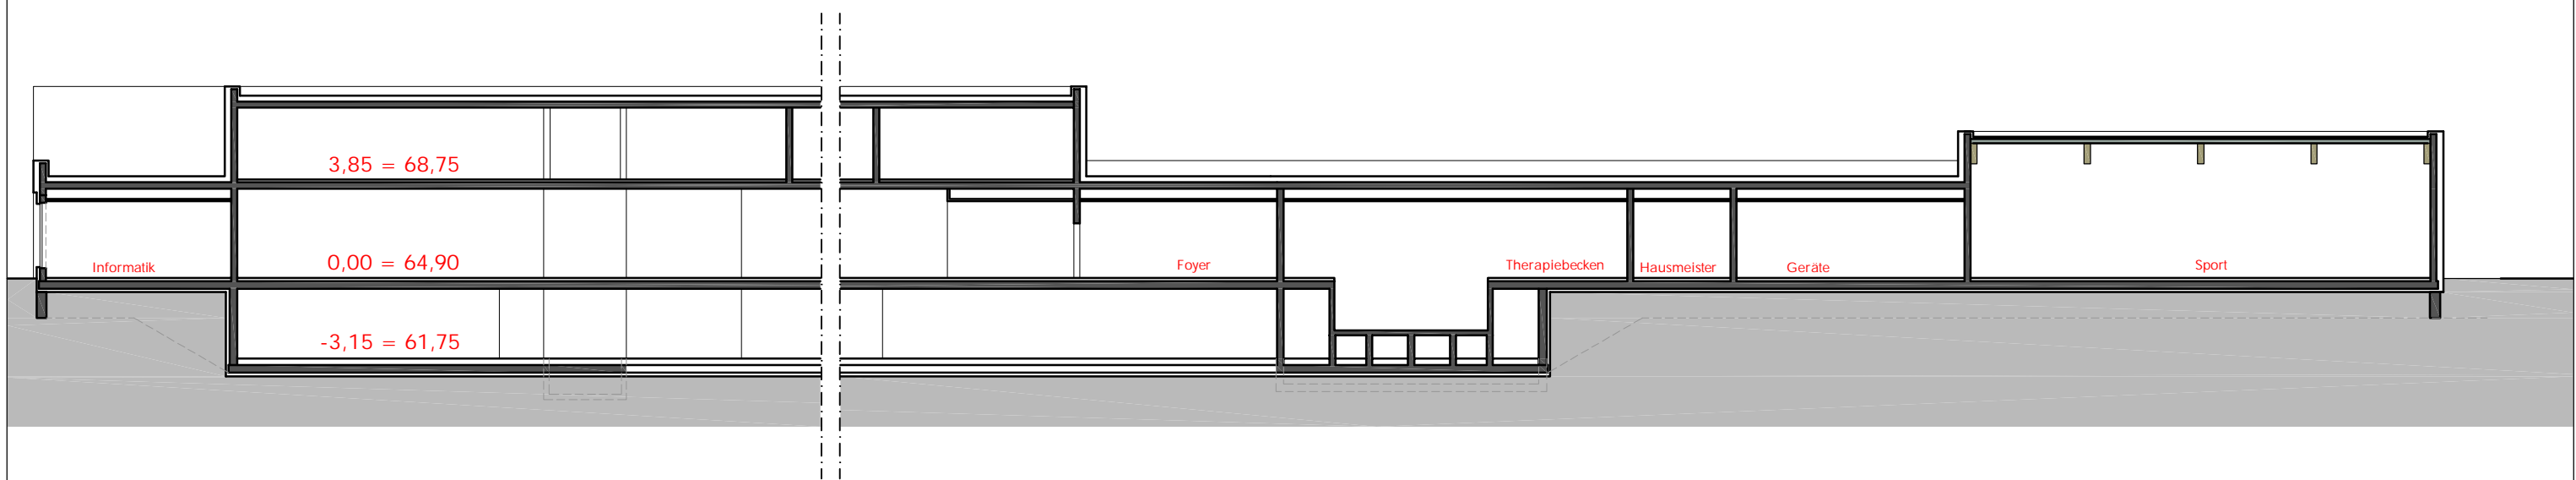 3,85 = 68,75
0,00 = 64,90
Informatik
Foyer
Therapiebecken
Hausmeister
Geräte
Sport
-3,15 = 61,75